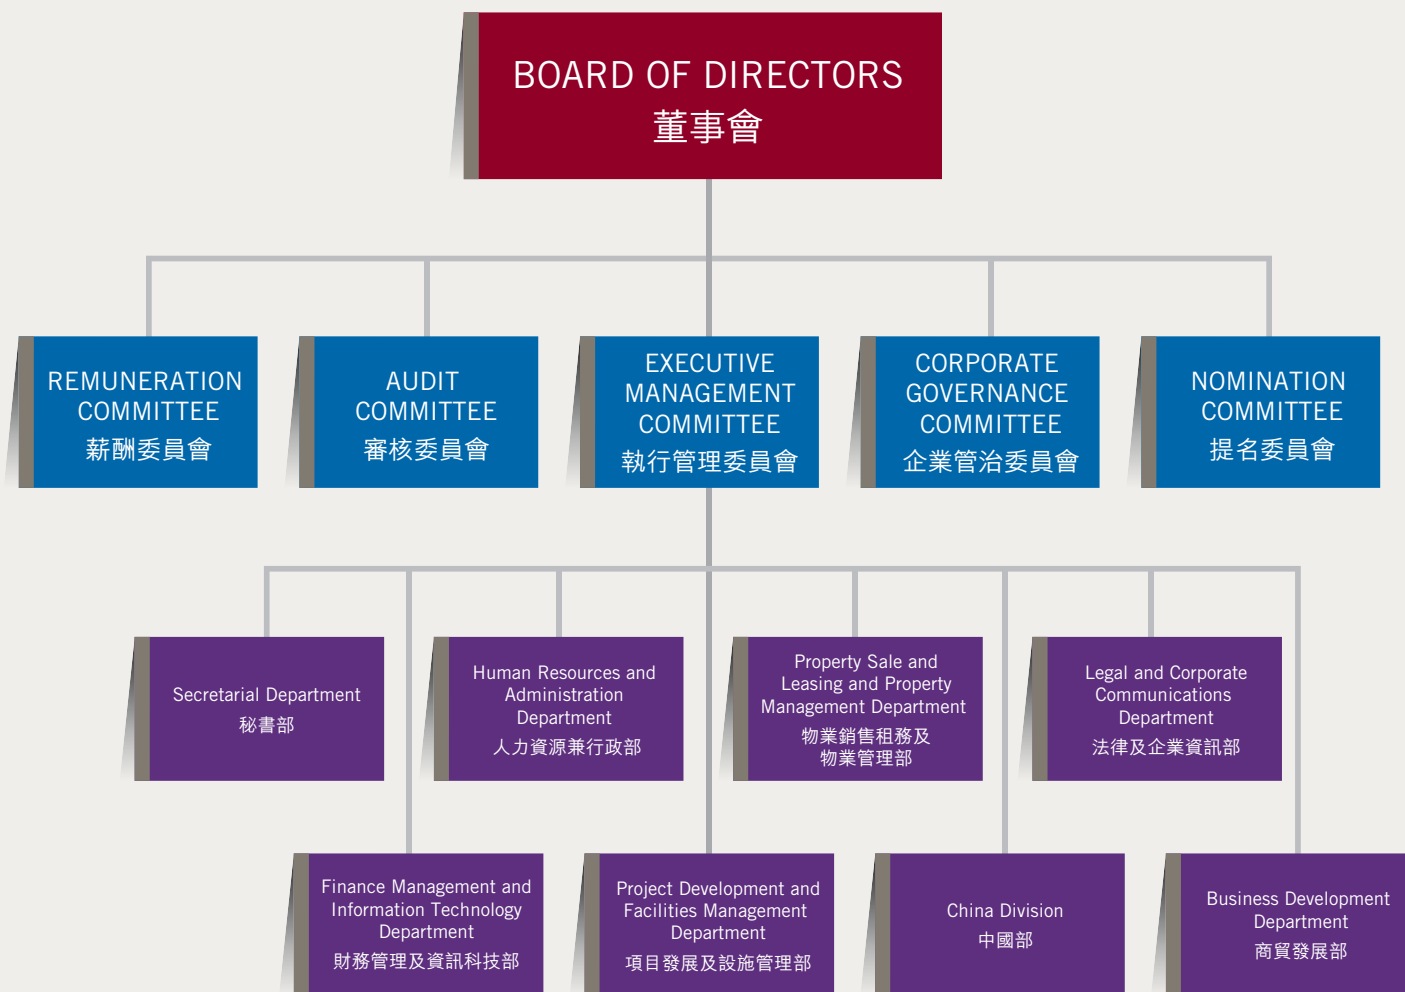 BOARD OF DIRECTORS
董事會
REMUNERATION
COMMITTEE
薪酬委員會
AUDIT
COMMITTEE
審核委員會
EXECUTIVE
MANAGEMENT
COMMITTEE
執行管理委員會
CORPORATE
GOVERNANCE
COMMITTEE
企業管治委員會
NOMINATION
COMMITTEE
提名委員會
Secretarial Department
秘書部
Human Resources and
Administration
Department
人力資源兼行政部
Property Sale and
Leasing and Property
Management Department
物業銷售租務及
物業管理部
Legal and Corporate
Communications
Department
法律及企業資訊部
Finance Management and
Information Technology
Department
財務管理及資訊科技部
Project Development and
Facilities Management
Department
項目發展及設施管理部
China Division
中國部
Business Development
Department
商貿發展部